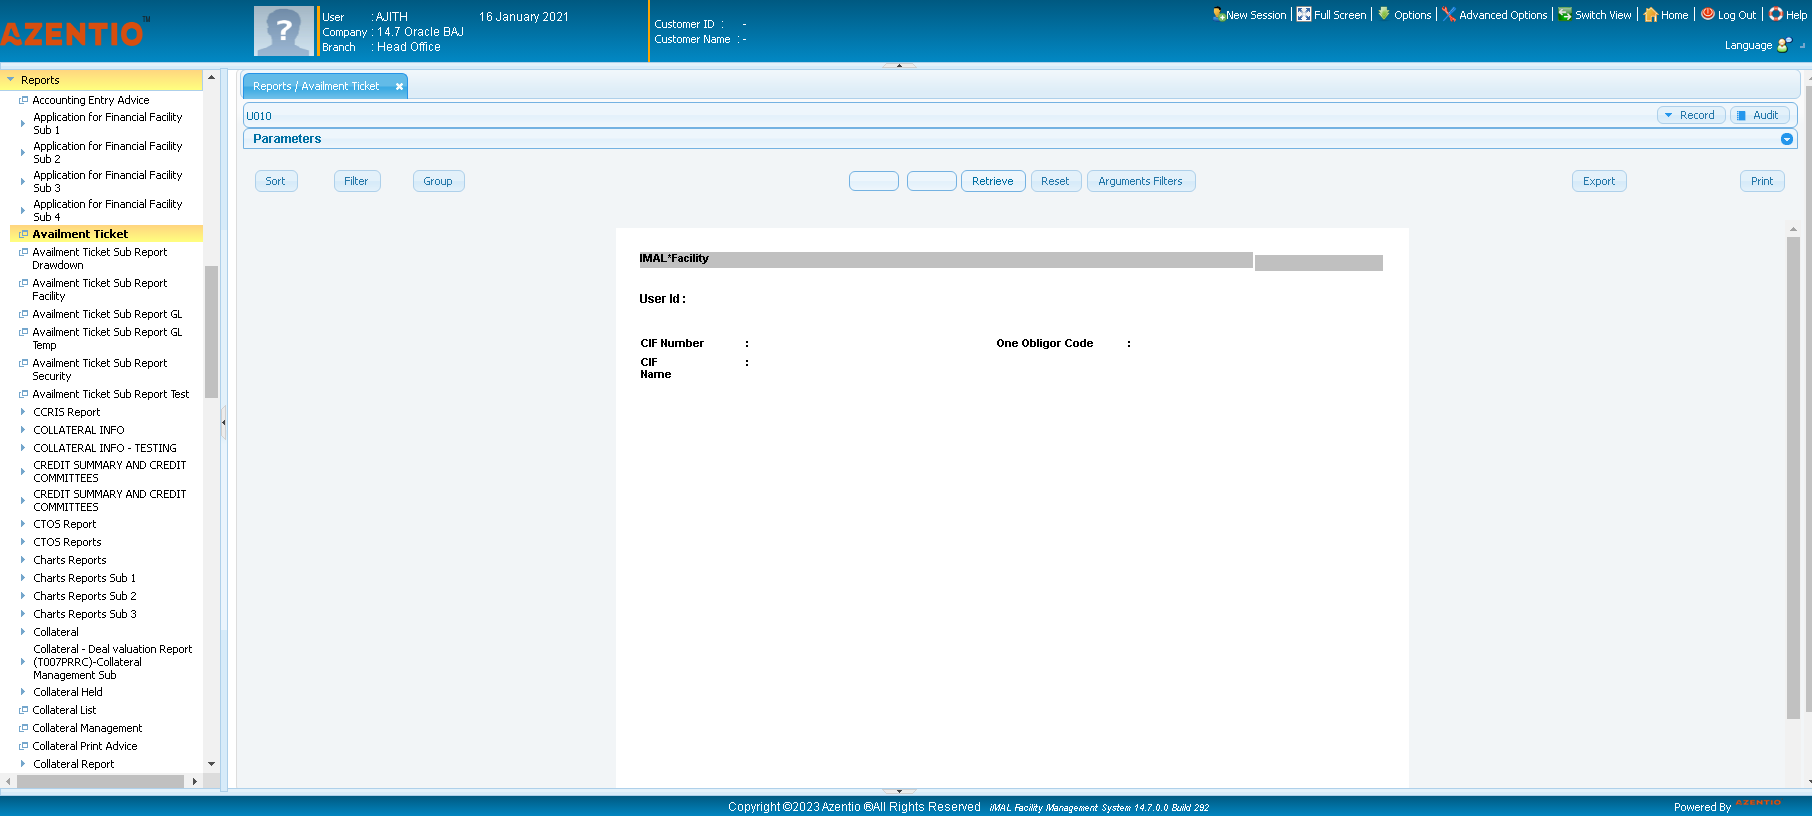 AZENTIO™
User : AJITH 16 January 2021
Company : 14.7 Oracle BAJ
Branch : Head Office
Customer ID : -
Customer Name : -
New Session Full Screen Options Advanced Options Switch View Home Log Out Help
Language
Reports
Accounting Entry Advice
Application for Financial Facility
Sub 1
Application for Financial Facility
Sub 2
Application for Financial Facility
Sub 3
Application for Financial Facility
Sub 4
Availment Ticket
Availment Ticket Sub Report
Drawdown
Availment Ticket Sub Report
Facility
Availment Ticket Sub Report GL
Availment Ticket Sub Report GL
Temp
Availment Ticket Sub Report
Security
Availment Ticket Sub Report Test
CCRIS Report
COLLATERAL INFO
COLLATERAL INFO - TESTING
CREDIT SUMMARY AND CREDIT
COMMITTEES
CREDIT SUMMARY AND CREDIT
COMMITTEES
CTOS Report
CTOS Reports
Charts Reports
Charts Reports Sub 1
Charts Reports Sub 2
Charts Reports Sub 3
Collateral
Collateral - Deal valuation Report
(T007PRRC)-Collateral
Management Sub
Collateral Held
Collateral List
Collateral Management
Collateral Print Advice
Collateral Report
Reports / Availment Ticket
U010
Record Audit
Parameters
Sort Filter Group Retrieve Reset Arguments Filters Export Print
IMAL*Facility
User Id :
CIF Number : One Obligor Code :
CIF :
Name
Copyright ©2023 Azentio ®All Rights Reserved iMAL Facility Management System 14.7.0.0 Build 292
Powered By AZENTIO